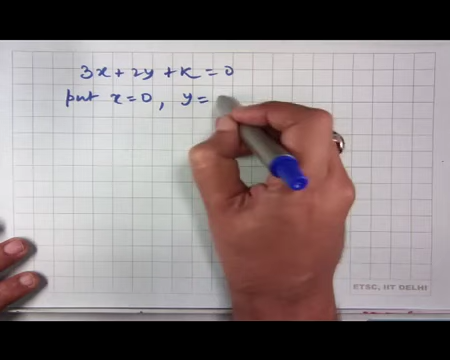 3x + 2y + K = 0
put x = 0, y =
ETSC, IIT DELHI